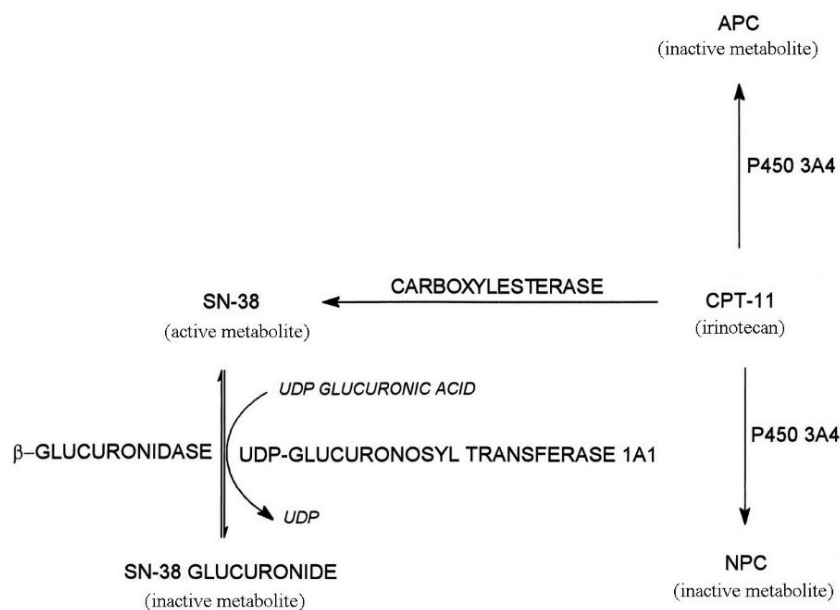 APC
(inactive metabolite)
P450 3A4
CARBOXYLESTERASE
SN-38
(active metabolite)
CPT-11
(irinotecan)
UDP GLUCURONIC ACID
β–GLUCURONIDASE
UDP-GLUCURONOSYL TRANSFERASE 1A1
P450 3A4
UDP
SN-38 GLUCURONIDE
(inactive metabolite)
NPC
(inactive metabolite)